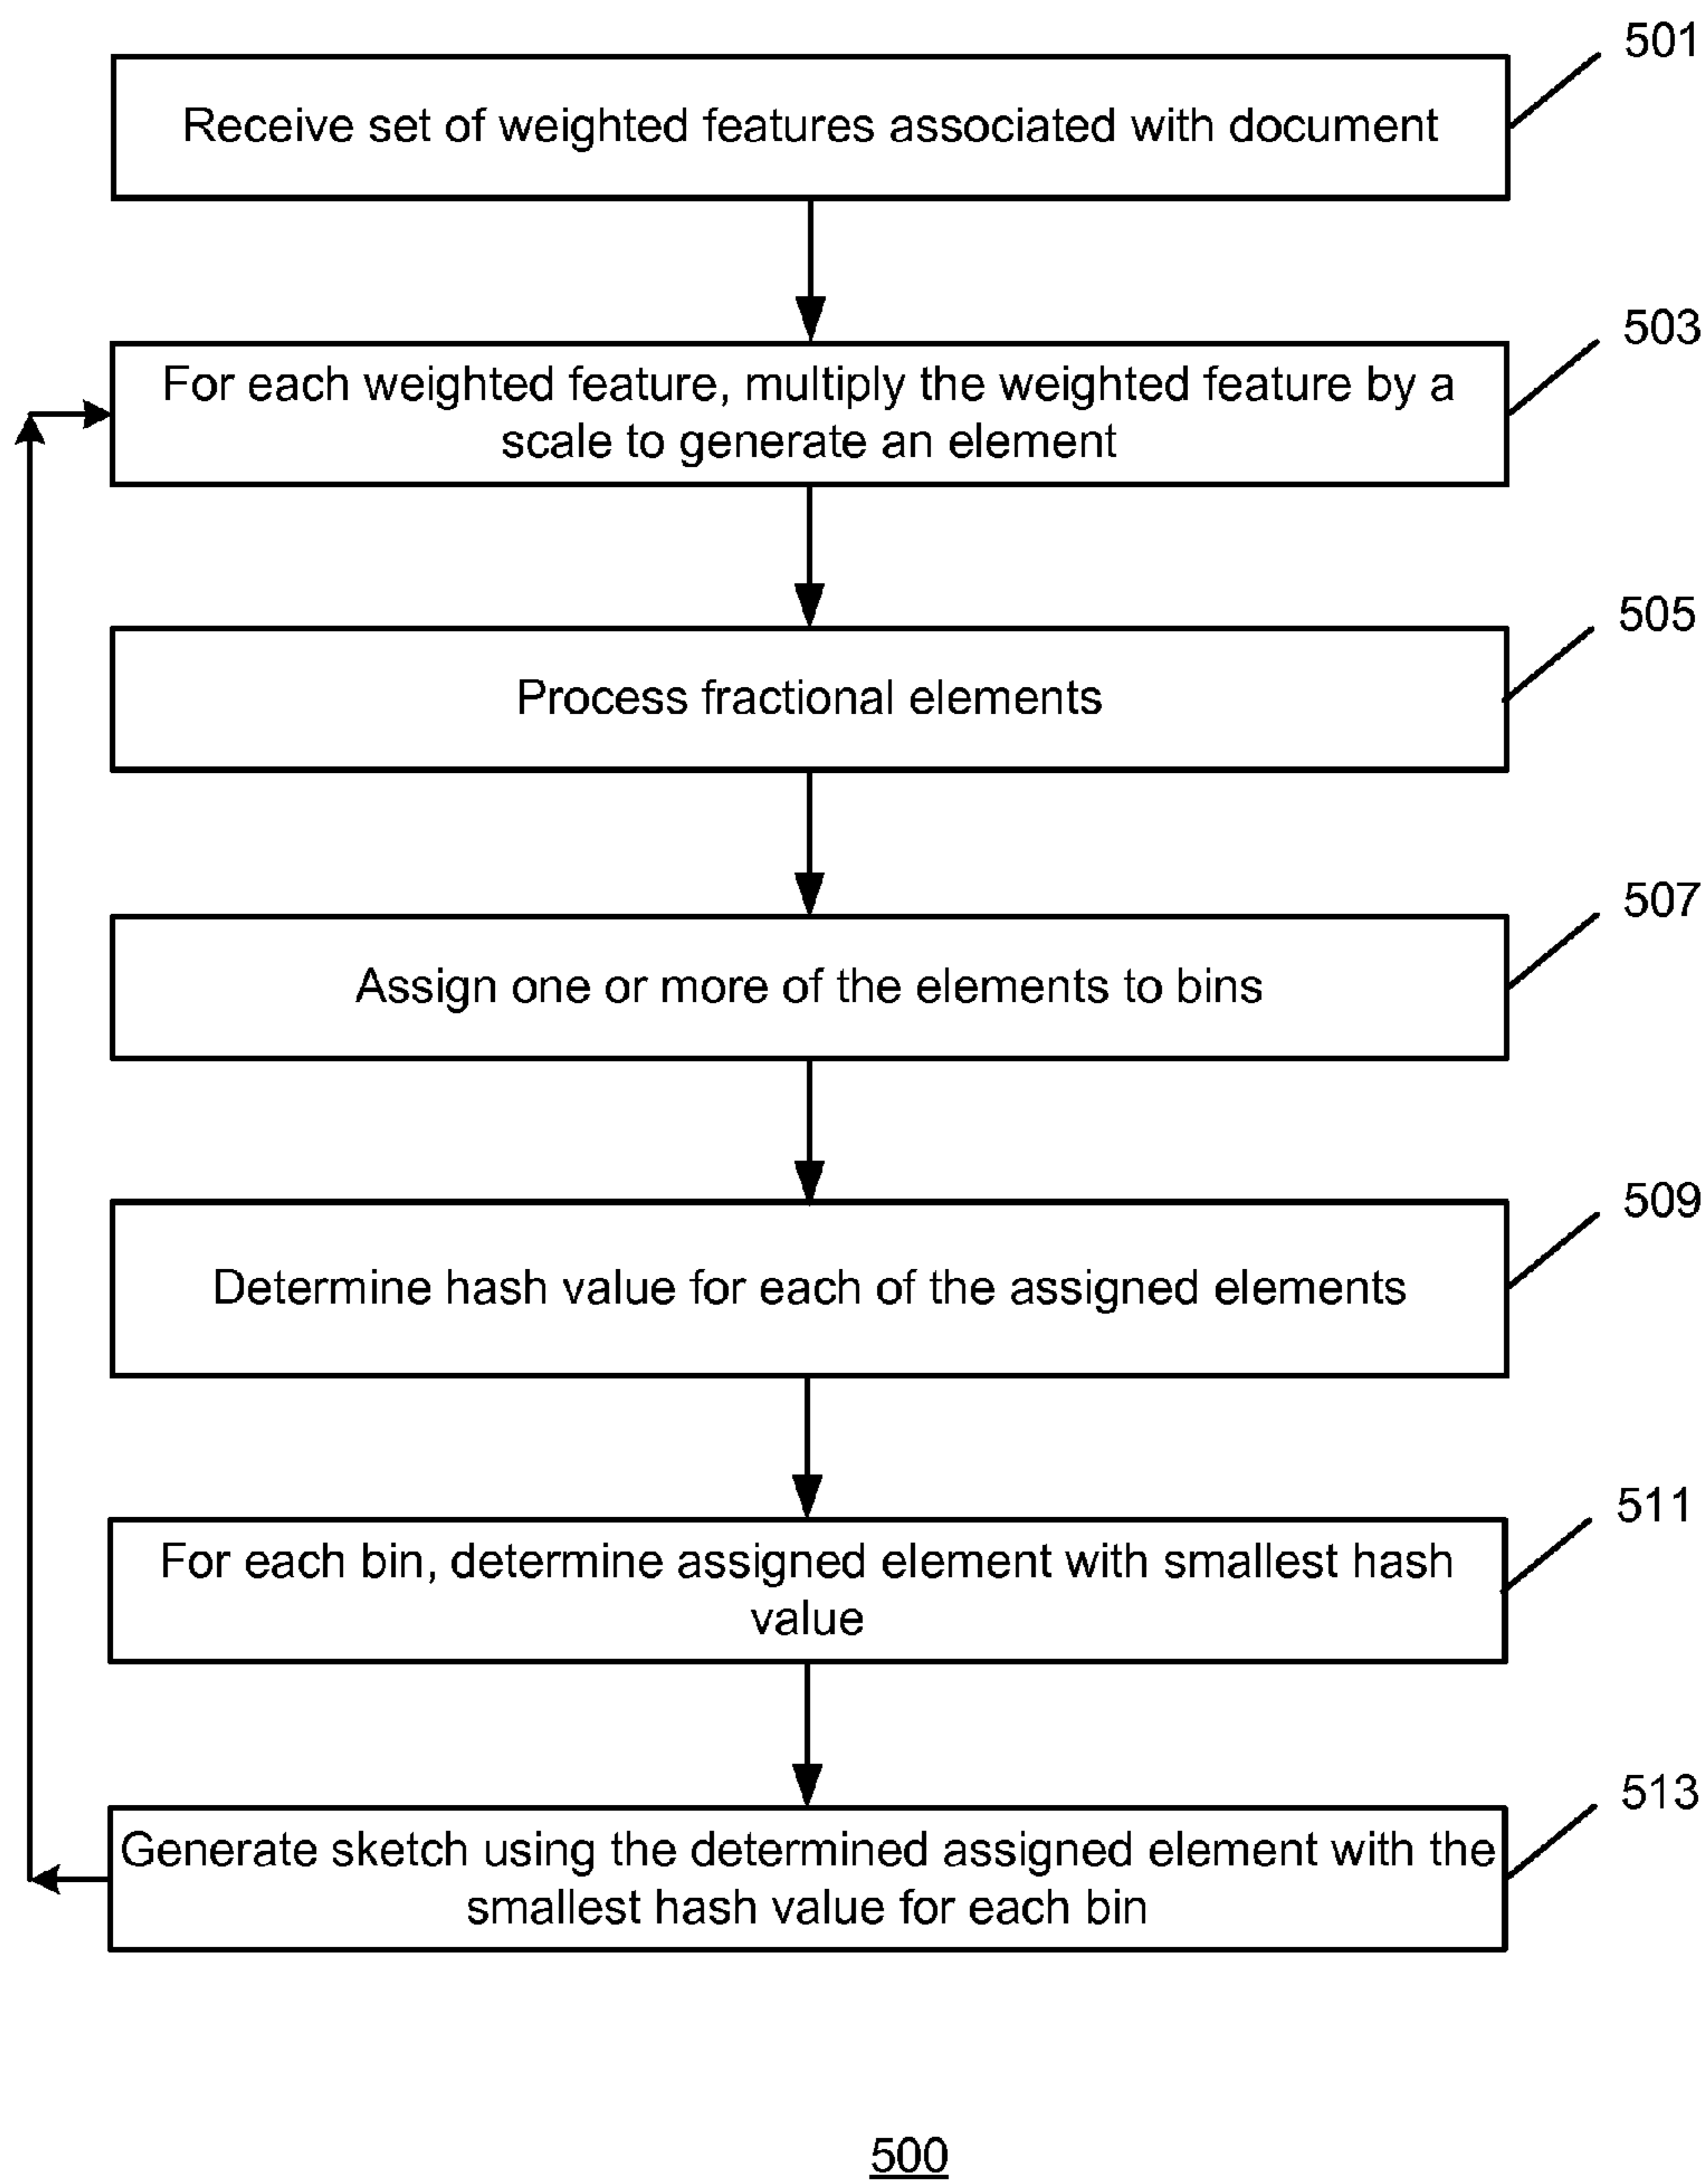 501
Receive set of weighted features associated with document
503
For each weighted feature, multiply the weighted feature by a
scale to generate an element
505
Process fractional elements
507
Assign one or more of the elements to bins
509
Determine hash value for each of the assigned elements
511
For each bin, determine assigned element with smallest hash
value
513
Generate sketch using the determined assigned element with the
smallest hash value for each bin
500